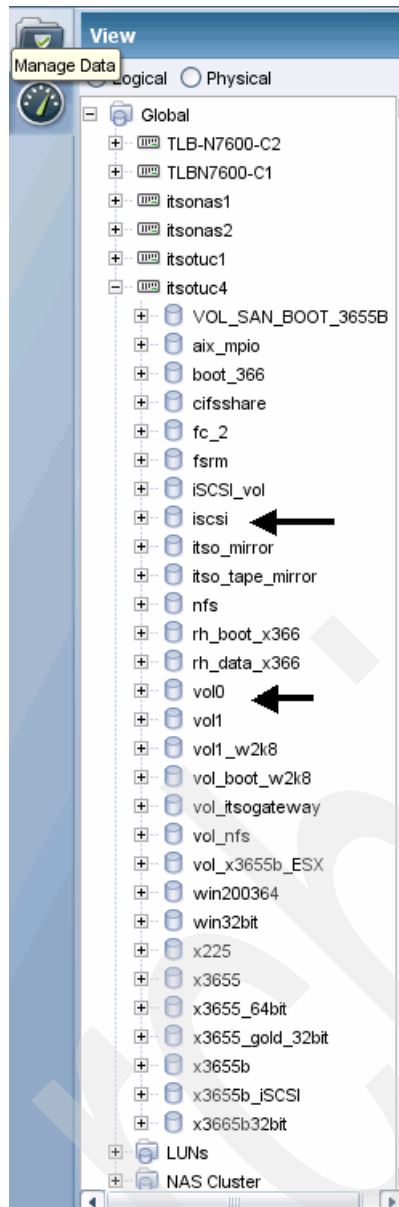 View
Manage Data
Logical Physical
Global
TLB-N7600-C2
TLBN7600-C1
itsonas1
itsonas2
itsotuc1
itsotuc4
VOL_SAN_BOOT_3655B
aix_mpio
boot_366
cifsshare
fc_2
fsrm
iSCSI_vol
iscsi
itso_mirror
itso_tape_mirror
nfs
rh_boot_x366
rh_data_x366
vol0
vol1
vol1_w2k8
vol_boot_w2k8
vol_itsogateway
vol_nfs
vol_x3655b_ESX
win200364
win32bit
x225
x3655
x3655_64bit
x3655_gold_32bit
x3655b
x3655b_iSCSI
x3665b32bit
LUNs
NAS Cluster